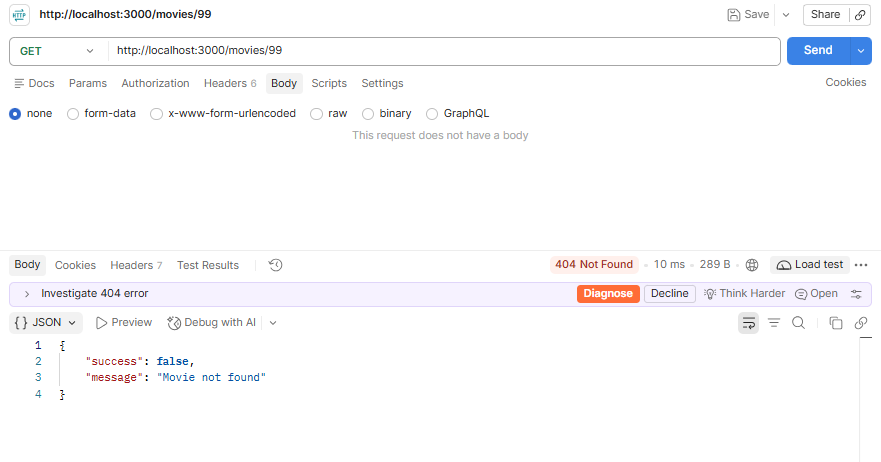 HTTP http://localhost:3000/movies/99 Save Share
GET http://localhost:3000/movies/99 Send
Docs Params Authorization Headers 6 Body Scripts Settings Cookies
none form-data x-www-form-urlencoded raw binary GraphQL
This request does not have a body
Body Cookies Headers 7 Test Results 404 Not Found 10 ms 289 B Load test
Investigate 404 error Diagnose Decline Think Harder Open
{} JSON Preview Debug with AI
1 {
2 "success": false,
3 "message": "Movie not found"
4 }